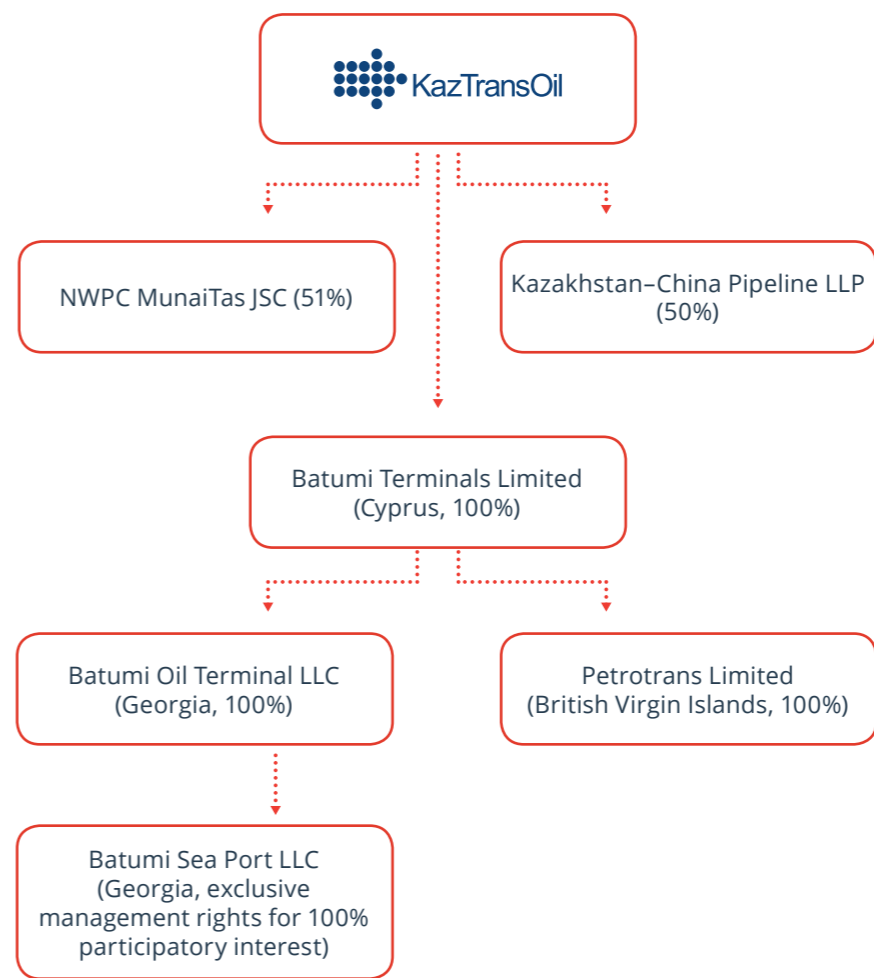 KazTransOil
NWPC MunaiTas JSC (51%)
Kazakhstan–China Pipeline LLP
(50%)
Batumi Terminals Limited
(Cyprus, 100%)
Batumi Oil Terminal LLC
(Georgia, 100%)
Petrotrans Limited
(British Virgin Islands, 100%)
Batumi Sea Port LLC
(Georgia, exclusive
management rights for 100%
participatory interest)